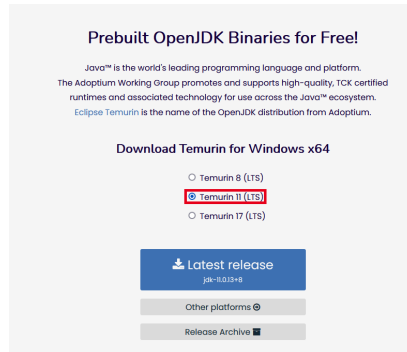 Prebuilt OpenJDK Binaries for Free!
Java™ is the world's leading programming language and platform.
The Adoptium Working Group promotes and supports high-quality, TCK certified
runtimes and associated technology for use across the Java™ ecosystem.
Eclipse Temurin is the name of the OpenJDK distribution from Adoptium.
Download Temurin for Windows x64
Temurin 8 (LTS)
Temurin 11 (LTS)
Temurin 17 (LTS)
Latest release
jdk-11.0.13+8
Other platforms
Release Archive